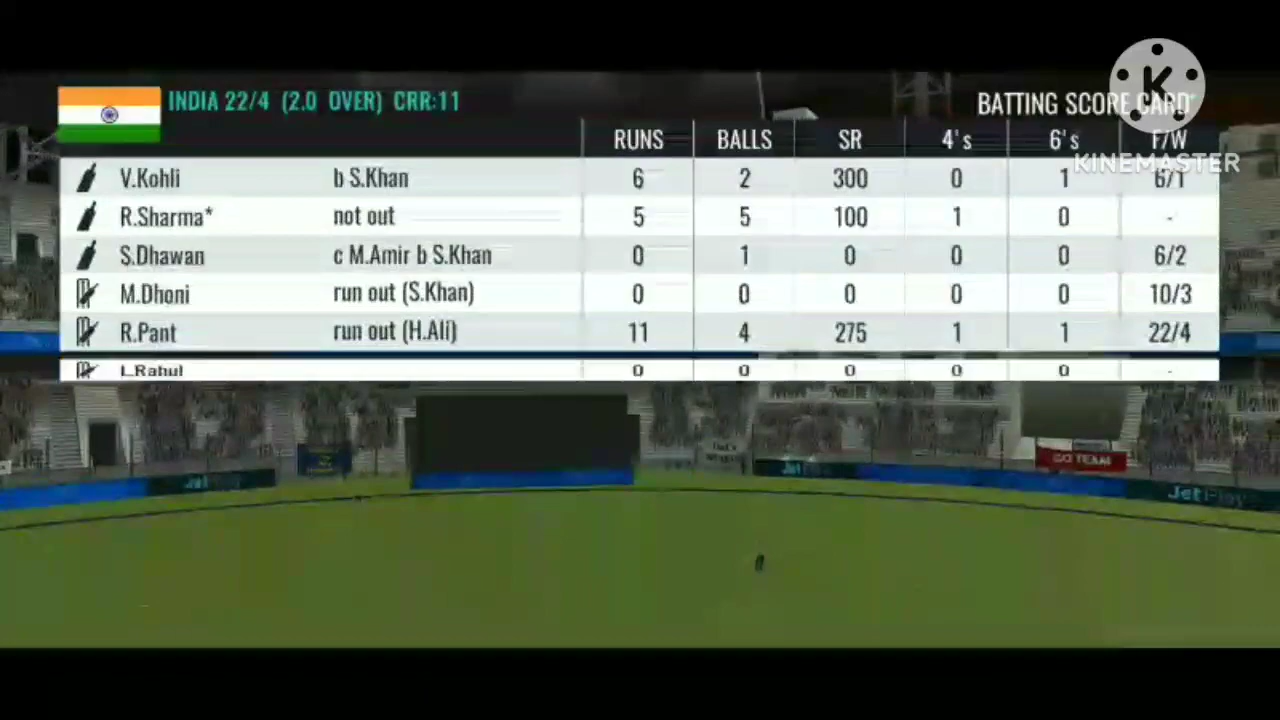 INDIA 22/4 (2.0 OVER) CRR:11
BATTING SCORE CARD
RUNS BALLS SR 4's 6's F/W
KINEMASTER
V.Kohli b S.Khan 6 2 300 0 1 6/1
R.Sharma* not out 5 5 100 1 0 -
S.Dhawan c M.Amir b S.Khan 0 1 0 0 0 6/2
M.Dhoni run out (S.Khan) 0 0 0 0 0 10/3
R.Pant run out (H.Ali) 11 4 275 1 1 22/4
L.Rahul 0 0 0 0 0 -
GO TEAM
JetPlay